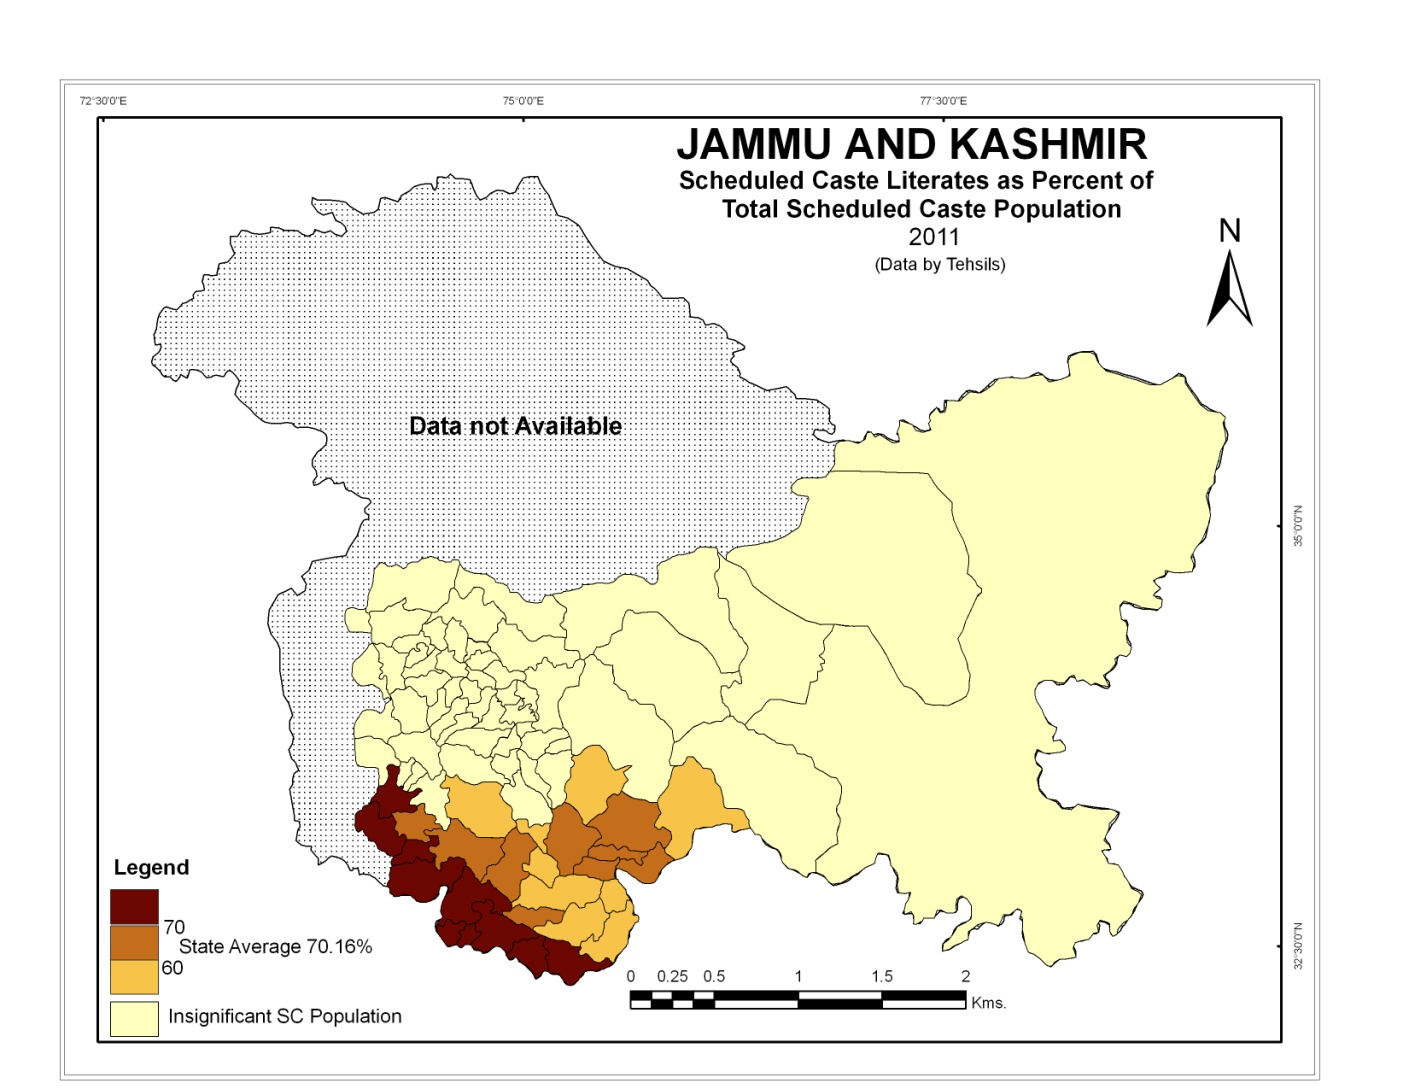 72°30'0"E 75°0'0"E 77°30'0"E
JAMMU AND KASHMIR
Scheduled Caste Literates as Percent of
Total Scheduled Caste Population
2011
(Data by Tehsils)
N
Data not Available
35°0'0"N
Legend
70
State Average 70.16%
60
32°30'0"N
0 0.25 0.5 1 1.5 2
Kms.
Insignificant SC Population